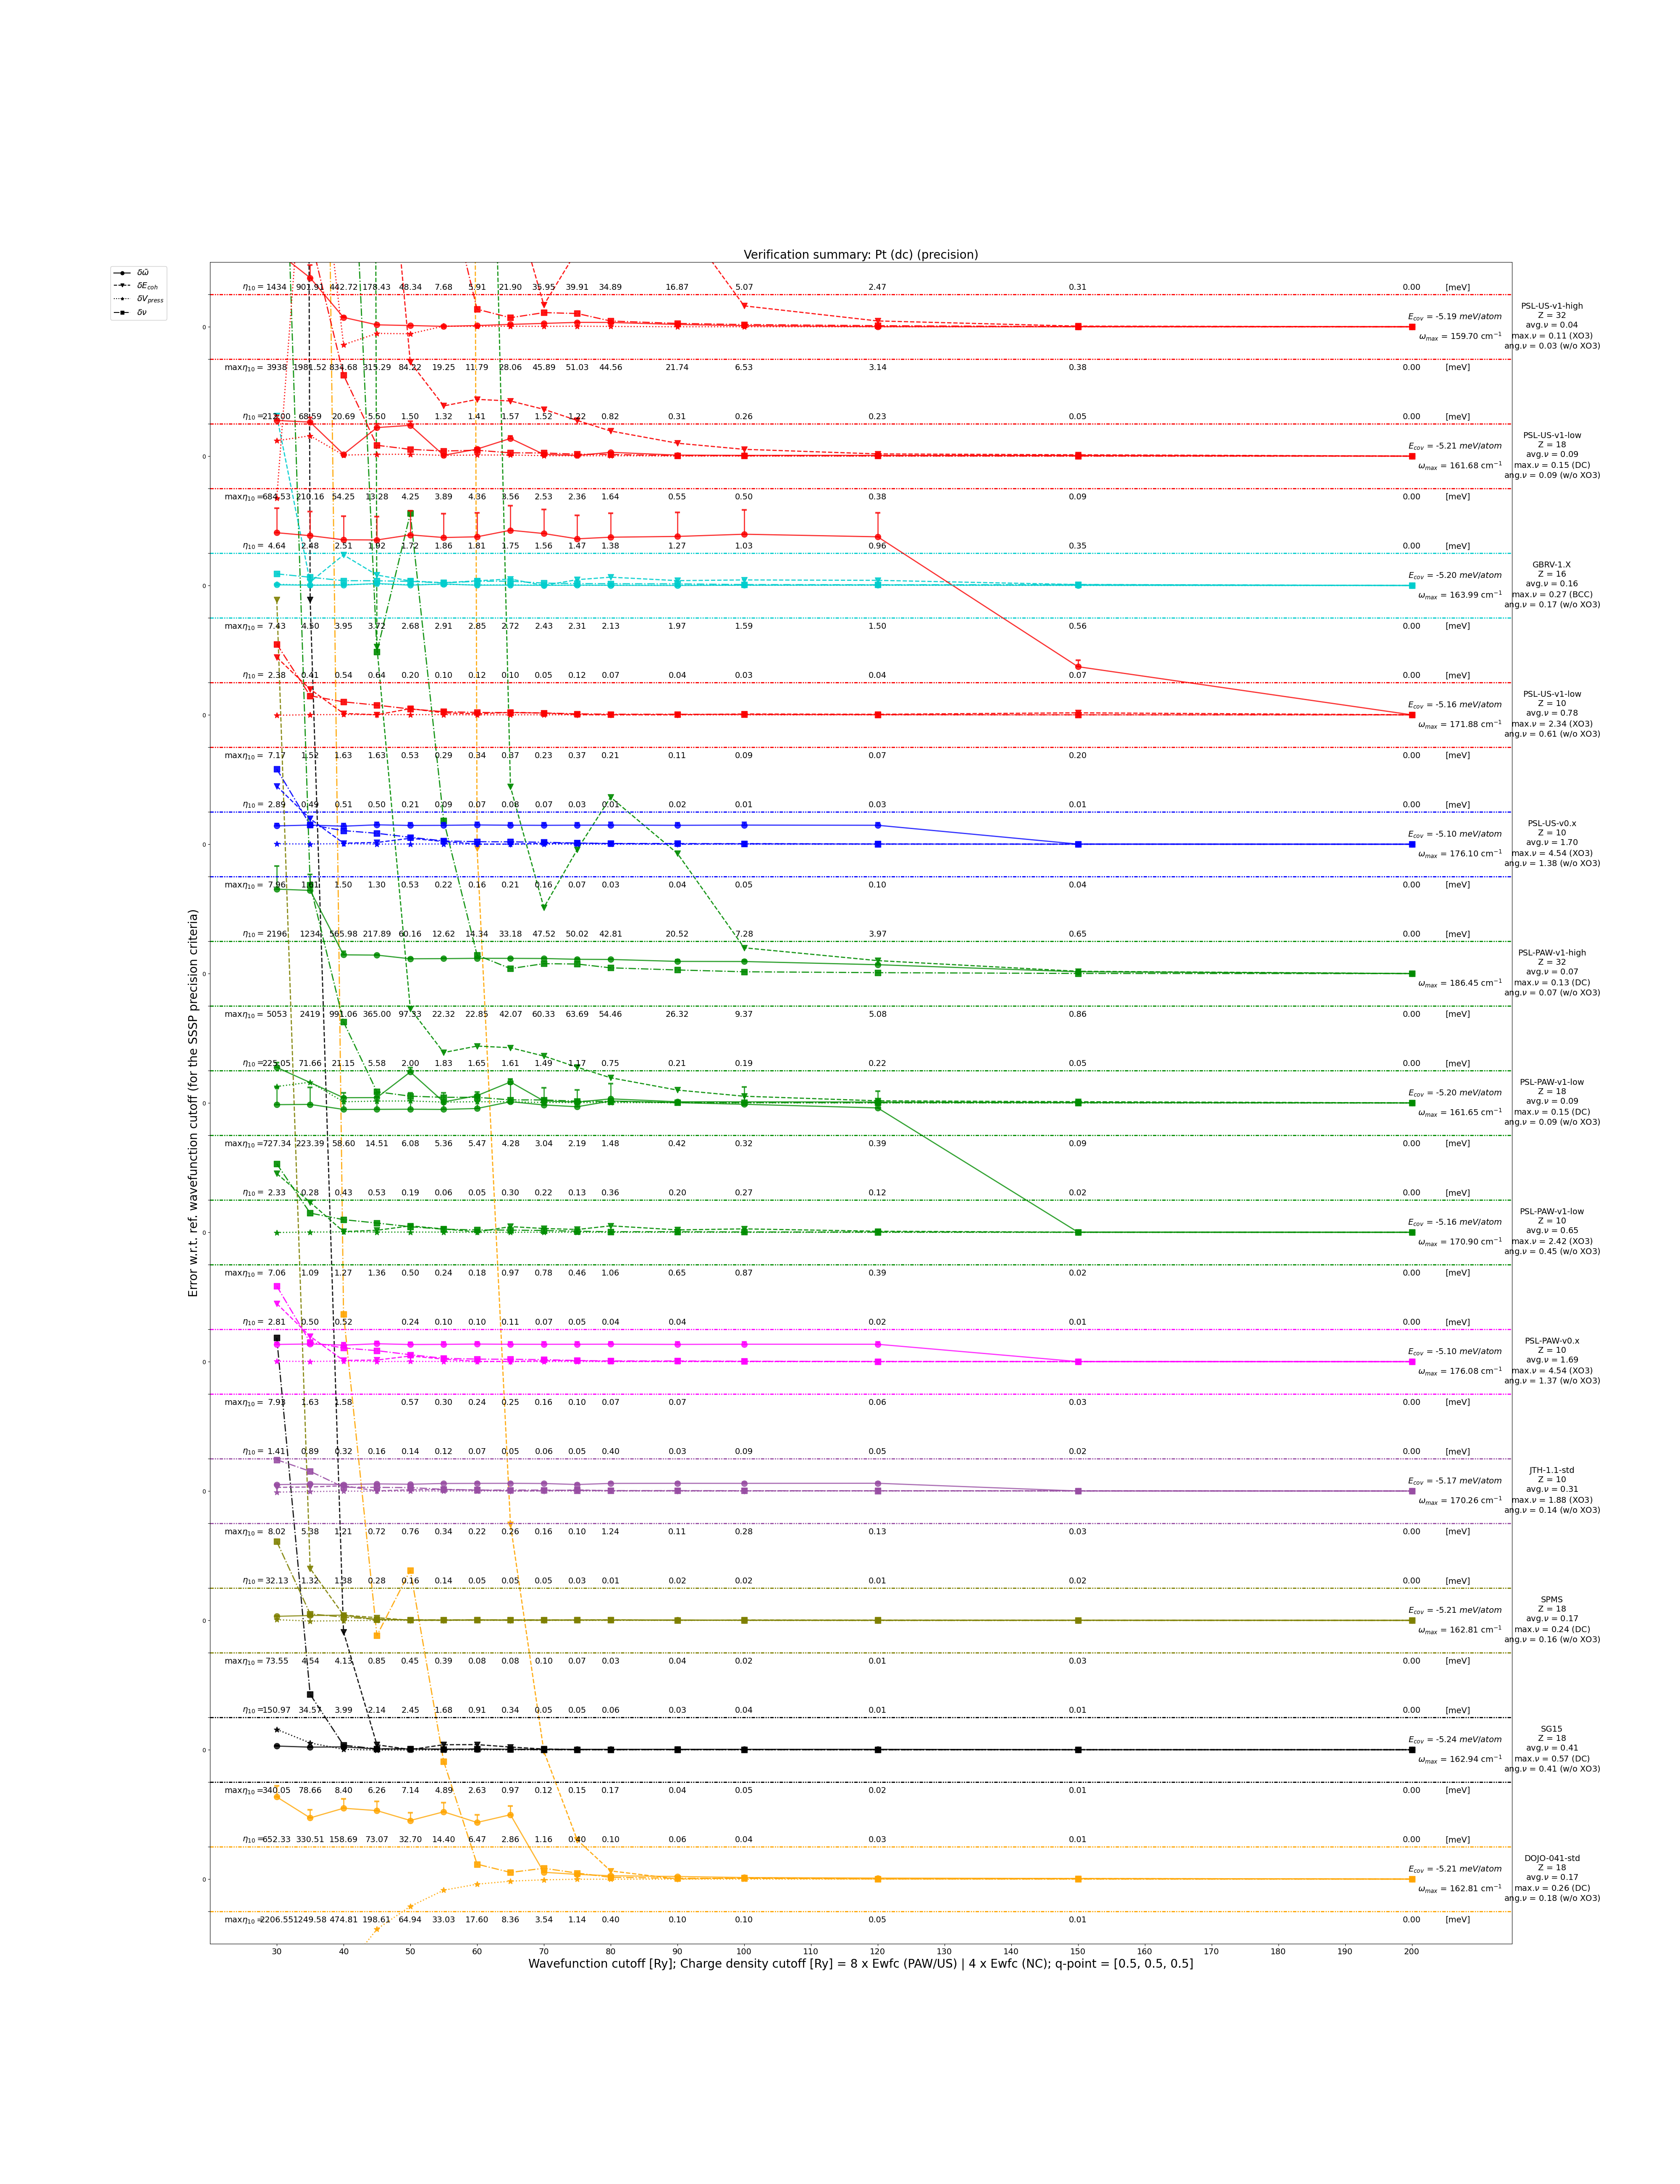 Verification summary: Pt (dc) (precision)
δω̄
δE_coh
δV_press
δν
Error w.r.t. ref. wavefunction cutoff (for the SSSP precision criteria)
η₁₀ = 1434 901.91 442.72 178.43 48.34 7.68 5.91 21.90 35.95 39.91 34.89 16.87 5.07 2.47 0.31 0.00 [meV]
0
E_cov = -5.19 meV/atom
ω_max = 159.70 cm⁻¹
PSL-US-v1-high
Z = 32
avg.ν = 0.04
max.ν = 0.11 (XO3)
ang.ν = 0.03 (w/o XO3)
maxη₁₀ = 3938 1981.52 834.68 315.29 84.22 19.25 11.79 28.06 45.89 51.03 44.56 21.74 6.53 3.14 0.38 0.00 [meV]
η₁₀ = 68.59 20.69 5.50 1.50 1.32 1.41 1.57 1.52 1.22 0.82 0.31 0.26 0.23 0.05 0.00 [meV]
0
E_cov = -5.21 meV/atom
ω_max = 161.68 cm⁻¹
PSL-US-v1-low
Z = 18
avg.ν = 0.09
max.ν = 0.15 (DC)
ang.ν = 0.09 (w/o XO3)
maxη₁₀ = 684.53 210.16 54.25 13.28 4.25 3.89 4.36 3.56 2.53 2.36 1.64 0.55 0.50 0.38 0.09 0.00 [meV]
η₁₀ = 4.64 2.48 2.51 1.92 1.72 1.86 1.81 1.75 1.56 1.47 1.38 1.27 1.03 0.96 0.35 0.00 [meV]
0
E_cov = -5.20 meV/atom
ω_max = 163.99 cm⁻¹
GBRV-1.X
Z = 16
avg.ν = 0.16
max.ν = 0.27 (BCC)
ang.ν = 0.17 (w/o XO3)
maxη₁₀ = 7.43 4.50 3.95 3.72 2.68 2.91 2.85 2.72 2.43 2.31 2.13 1.97 1.59 1.50 0.56 0.00 [meV]
η₁₀ = 2.38 0.41 0.54 0.64 0.20 0.10 0.12 0.10 0.05 0.12 0.07 0.04 0.03 0.04 0.07 0.00 [meV]
0
E_cov = -5.16 meV/atom
ω_max = 171.88 cm⁻¹
PSL-US-v1-low
Z = 10
avg.ν = 0.78
max.ν = 2.34 (XO3)
ang.ν = 0.61 (w/o XO3)
maxη₁₀ = 7.17 1.52 1.63 1.63 0.53 0.29 0.34 0.37 0.23 0.37 0.21 0.11 0.09 0.07 0.20 0.00 [meV]
η₁₀ = 2.89 0.49 0.51 0.50 0.21 0.09 0.07 0.08 0.07 0.03 0.01 0.02 0.01 0.03 0.01 0.00 [meV]
0
E_cov = -5.10 meV/atom
ω_max = 176.10 cm⁻¹
PSL-US-v0.x
Z = 10
avg.ν = 1.70
max.ν = 4.54 (XO3)
ang.ν = 1.38 (w/o XO3)
maxη₁₀ = 7.96 1.50 1.30 0.53 0.22 0.16 0.21 0.16 0.07 0.03 0.04 0.05 0.10 0.04 0.00 [meV]
η₁₀ = 2196 1234 565.98 217.89 60.16 12.62 14.34 33.18 47.52 50.02 42.81 20.52 7.28 3.97 0.65 0.00 [meV]
0
ω_max = 186.45 cm⁻¹
PSL-PAW-v1-high
Z = 32
avg.ν = 0.07
max.ν = 0.13 (DC)
ang.ν = 0.07 (w/o XO3)
maxη₁₀ = 5053 2419 991.06 365.00 97.33 22.32 22.85 42.07 60.33 63.69 54.46 26.32 9.37 5.08 0.86 0.00 [meV]
η₁₀ = 225.05 71.66 21.15 5.58 2.00 1.83 1.65 1.61 1.49 1.17 0.75 0.21 0.19 0.22 0.05 0.00 [meV]
0
E_cov = -5.20 meV/atom
ω_max = 161.65 cm⁻¹
PSL-PAW-v1-low
Z = 18
avg.ν = 0.09
max.ν = 0.15 (DC)
ang.ν = 0.09 (w/o XO3)
maxη₁₀ = 727.34 223.39 58.60 14.51 6.08 5.36 5.47 4.28 3.04 2.19 1.48 0.42 0.32 0.39 0.09 0.00 [meV]
η₁₀ = 2.33 0.28 0.43 0.53 0.19 0.06 0.05 0.30 0.22 0.13 0.36 0.20 0.27 0.12 0.02 0.00 [meV]
0
E_cov = -5.16 meV/atom
ω_max = 170.90 cm⁻¹
PSL-PAW-v1-low
Z = 10
avg.ν = 0.65
max.ν = 2.42 (XO3)
ang.ν = 0.45 (w/o XO3)
maxη₁₀ = 7.06 1.09 1.27 1.36 0.50 0.24 0.18 0.97 0.78 0.46 1.06 0.65 0.87 0.39 0.02 0.00 [meV]
η₁₀ = 2.81 0.50 0.52 0.24 0.10 0.10 0.11 0.07 0.05 0.04 0.04 0.02 0.01 0.00 [meV]
0
E_cov = -5.10 meV/atom
ω_max = 176.08 cm⁻¹
PSL-PAW-v0.x
Z = 10
avg.ν = 1.69
max.ν = 4.54 (XO3)
ang.ν = 1.37 (w/o XO3)
maxη₁₀ = 7.93 1.63 1.58 0.57 0.30 0.24 0.25 0.16 0.10 0.07 0.07 0.06 0.03 0.00 [meV]
η₁₀ = 1.41 0.89 0.32 0.16 0.14 0.12 0.07 0.05 0.06 0.05 0.40 0.03 0.09 0.05 0.02 0.00 [meV]
0
E_cov = -5.17 meV/atom
ω_max = 170.26 cm⁻¹
JTH-1.1-std
Z = 10
avg.ν = 0.31
max.ν = 1.88 (XO3)
ang.ν = 0.14 (w/o XO3)
maxη₁₀ = 8.02 5.38 1.21 0.72 0.76 0.34 0.22 0.26 0.16 0.10 1.24 0.11 0.28 0.13 0.03 0.00 [meV]
η₁₀ = 32.13 1.32 1.38 0.28 0.16 0.14 0.05 0.05 0.05 0.03 0.01 0.02 0.02 0.01 0.02 0.00 [meV]
0
E_cov = -5.21 meV/atom
ω_max = 162.81 cm⁻¹
SPMS
Z = 18
avg.ν = 0.17
max.ν = 0.24 (DC)
ang.ν = 0.16 (w/o XO3)
maxη₁₀ = 73.55 4.54 4.13 0.85 0.45 0.39 0.08 0.08 0.10 0.07 0.03 0.04 0.02 0.01 0.03 0.00 [meV]
η₁₀ = 150.97 34.57 3.99 2.14 2.45 1.68 0.91 0.34 0.05 0.05 0.06 0.03 0.04 0.01 0.01 0.00 [meV]
0
E_cov = -5.24 meV/atom
ω_max = 162.94 cm⁻¹
SG15
Z = 18
avg.ν = 0.41
max.ν = 0.57 (DC)
ang.ν = 0.41 (w/o XO3)
maxη₁₀ = 340.05 78.66 8.40 6.26 7.14 4.89 2.63 0.97 0.12 0.15 0.17 0.04 0.05 0.02 0.01 0.00 [meV]
η₁₀ = 652.33 330.51 158.69 73.07 32.70 14.40 6.47 2.86 1.16 0.40 0.10 0.06 0.04 0.03 0.01 0.00 [meV]
0
E_cov = -5.21 meV/atom
ω_max = 162.81 cm⁻¹
DOJO-041-std
Z = 18
avg.ν = 0.17
max.ν = 0.26 (DC)
ang.ν = 0.18 (w/o XO3)
maxη₁₀ = 2206.55 1249.58 474.81 198.61 64.94 33.03 17.60 8.36 3.54 1.14 0.40 0.10 0.10 0.05 0.01 0.00 [meV]
30 40 50 60 70 80 90 100 110 120 130 140 150 160 170 180 190 200
Wavefunction cutoff [Ry]; Charge density cutoff [Ry] = 8 x Ewfc (PAW/US) | 4 x Ewfc (NC); q-point = [0.5, 0.5, 0.5]